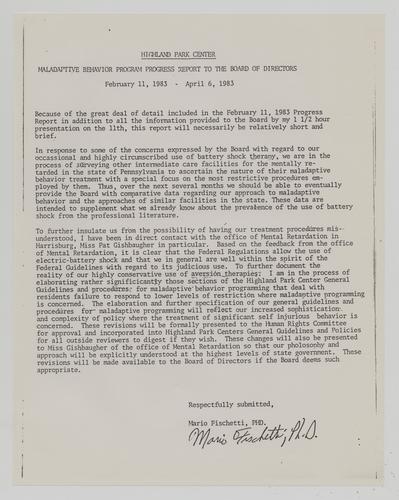 HIGHLAND PARK CENTER
MALADAPTIVE BEHAVIOR PROGRAM PROGRESS REPORT TO THE BOARD OF DIRECTORS
February 11, 1983 - April 6, 1983
Because of the great deal of detail included in the February 11, 1983 Progress
Report in addition to all the information provided to the Board by my 1 1/2 hour
presentation on the 11th, this report will necessarily be relatively short and
brief.
In response to some of the concerns expressed by the Board with regard to our
occassional and highly circumscribed use of battery shock therapy, we are in the
process of surveying other intermediate care facilities for the mentally re-
tarded in the state of Pennsylvania to ascertain the nature of their maladaptive
behavior treatment with a special focus on the most restrictive procedures em-
ployed by them. Thus, over the next several months we should be able to eventually
provide the Board with comparative data regarding our approach to maladaptive
behavior and the approaches of similar facilities in the state. These data are
intended to supplement what we already know about the prevalence of the use of battery
shock from the professional literature.
To further insulate us from the possibility of having our treatment procedures mis-
understood, I have been in direct contact with the office of Mental Retardation in
Harrisburg, Miss Pat Gishbaugher in particular. Based on the feedback from the office
of Mental Retardation, it is clear that the Federal Regulations allow the use of
electric-battery shock and that we in general are well within the spirit of the
Federal Guidelines with regard to its judicious use. To further document the
reality of our highly conservative use of aversion therapies; I am in the process of
elaborating rather significantly those sections of the Highland Park Center General
Guidelines and procedures for maladaptive behavior programming that deal with
residents failure to respond to lower levels of restriction where maladaptive programming
is concerned. The elaboration and further specification of our general guidelines and
procedures for maladaptive programming will reflect our increased sophistication
and complexity of policy where the treatment of significant self injurious behavior is
concerned. These revisions will be formally presented to the Human Rights Committee
for approval and incorporated into Highland Park Centers General Guidelines and Policies
for all outside reviewers to digest if they wish. These changes will also be presented
to Miss Gishbaugher of the office of Mental Retardation so that our pholosohy and
approach will be explicitly understood at the highest levels of state government. These
revisions will be made available to the Board of Directors if the Board deems such
appropriate.
Respectfully submitted,
Mario Fischetti, PHD.
Mario Fischetti, Ph.D.